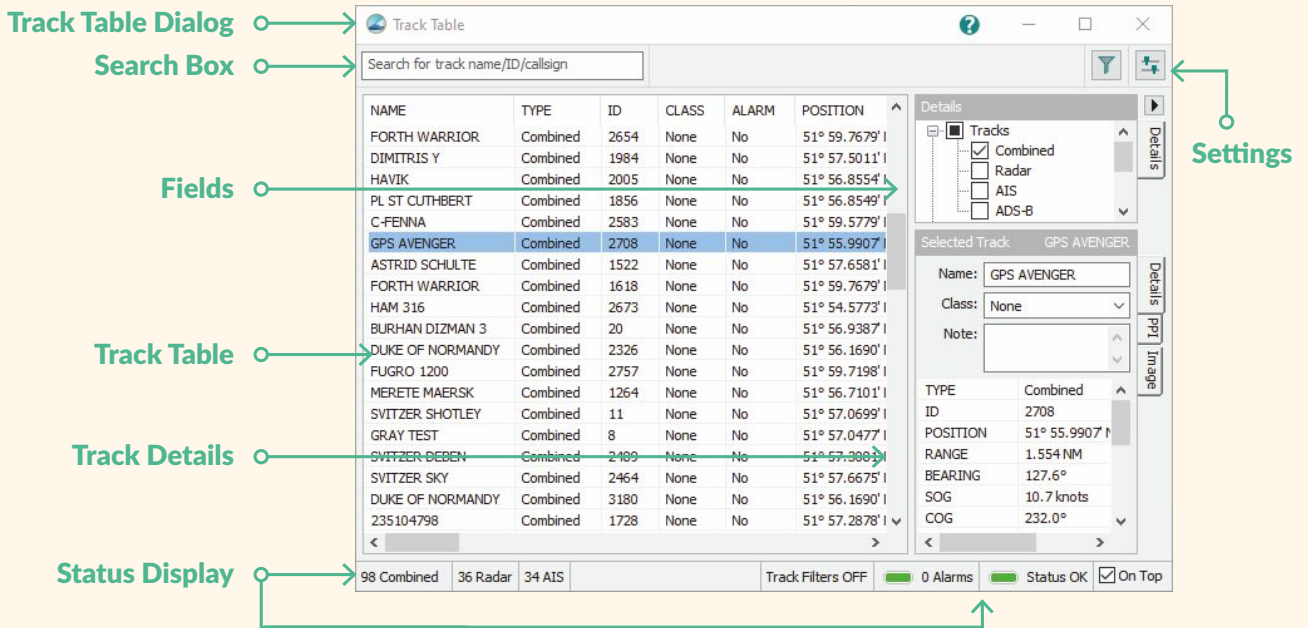 Track Table Dialog
Track Table
Search Box
Search for track name/ID/callsign
Settings
Fields
Track Table
Track Details
Status Display
NAME TYPE ID CLASS ALARM POSITION
FORTH WARRIOR Combined 2654 None No 51° 59.7679'
DIMITRIS Y Combined 1984 None No 51° 57.5011'
HAVIK Combined 2005 None No 51° 56.8554'
PL ST CUTHBERT Combined 1856 None No 51° 56.8549'
C-FENNA Combined 2583 None No 51° 59.5779'
GPS AVENGER Combined 2708 None No 51° 55.9907'
ASTRID SCHULTE Combined 1522 None No 51° 57.6581'
FORTH WARRIOR Combined 1618 None No 51° 59.7679'
HAM 316 Combined 2673 None No 51° 54.5773'
BURHAN DIZMAN 3 Combined 20 None No 51° 56.9387'
DUKE OF NORMANDY Combined 2326 None No 51° 56.1690'
FUGRO 1200 Combined 2757 None No 51° 59.7198'
MERETE MAERSK Combined 1264 None No 51° 56.7101'
SVITZER SHOTLEY Combined 11 None No 51° 57.0699'
GRAY TEST Combined 8 None No 51° 57.0477'
SVITZER DEBEN Combined 2489 None No
SVITZER SKY Combined 2464 None No 51° 57.6675'
DUKE OF NORMANDY Combined 3180 None No 51° 56.1690'
235104798 Combined 1728 None No 51° 57.2878'
Details
Tracks
Combined
Radar
AIS
ADS-B
Details
Selected Track GPS AVENGER
Name: GPS AVENGER
Class: None
Note:
TYPE Combined
ID 2708
POSITION 51° 55.9907'
RANGE 1.554 NM
BEARING 127.6°
SOG 10.7 knots
COG 232.0°
Details
PPI
Image
98 Combined 36 Radar 34 AIS Track Filters OFF 0 Alarms Status OK On Top